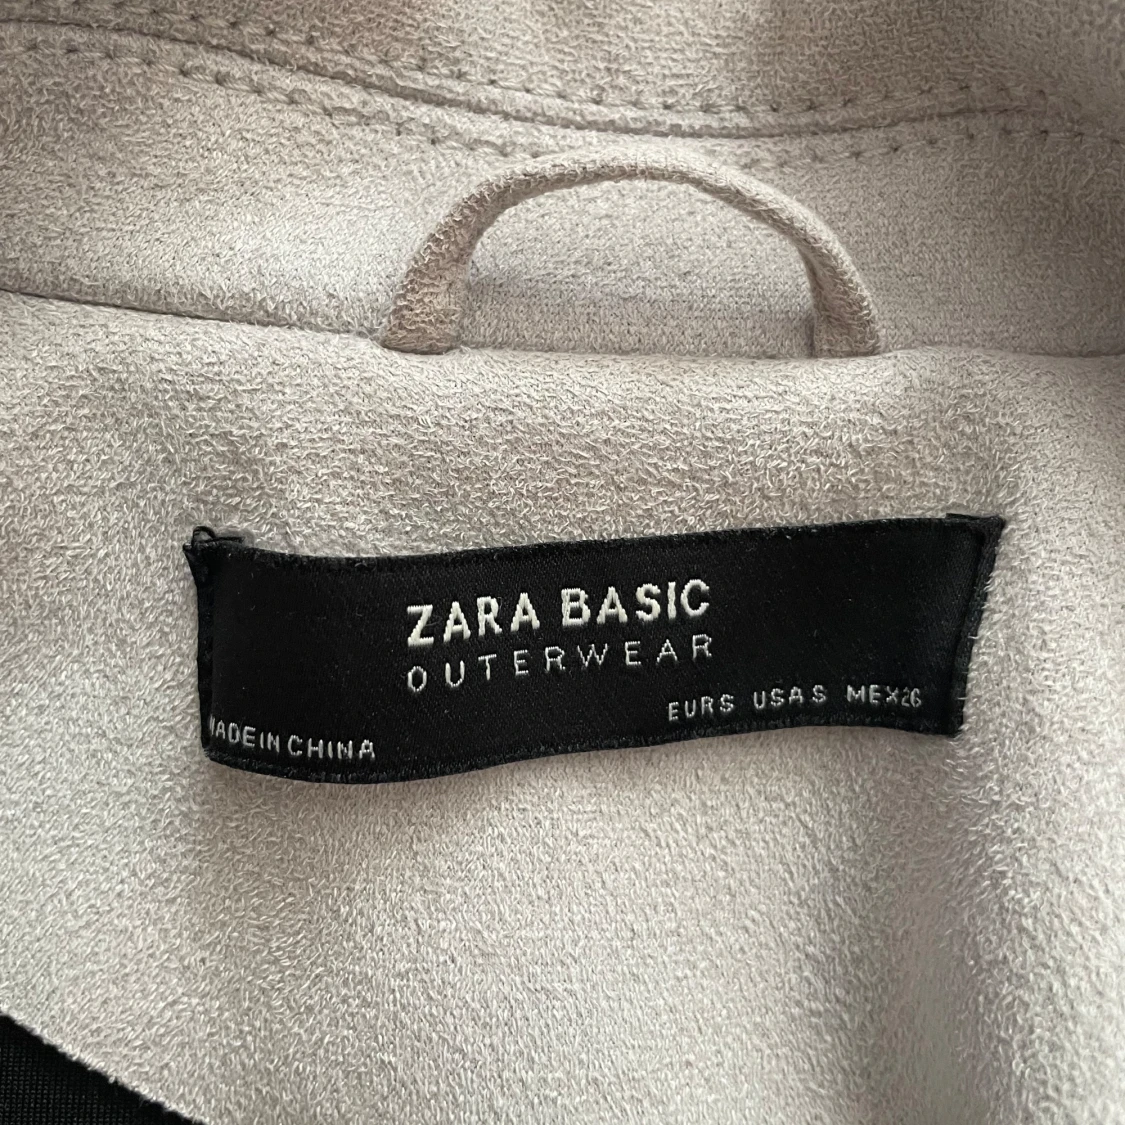 ZARA BASIC
OUTERWEAR
EUR S USA S MEX 26
MADE IN CHINA